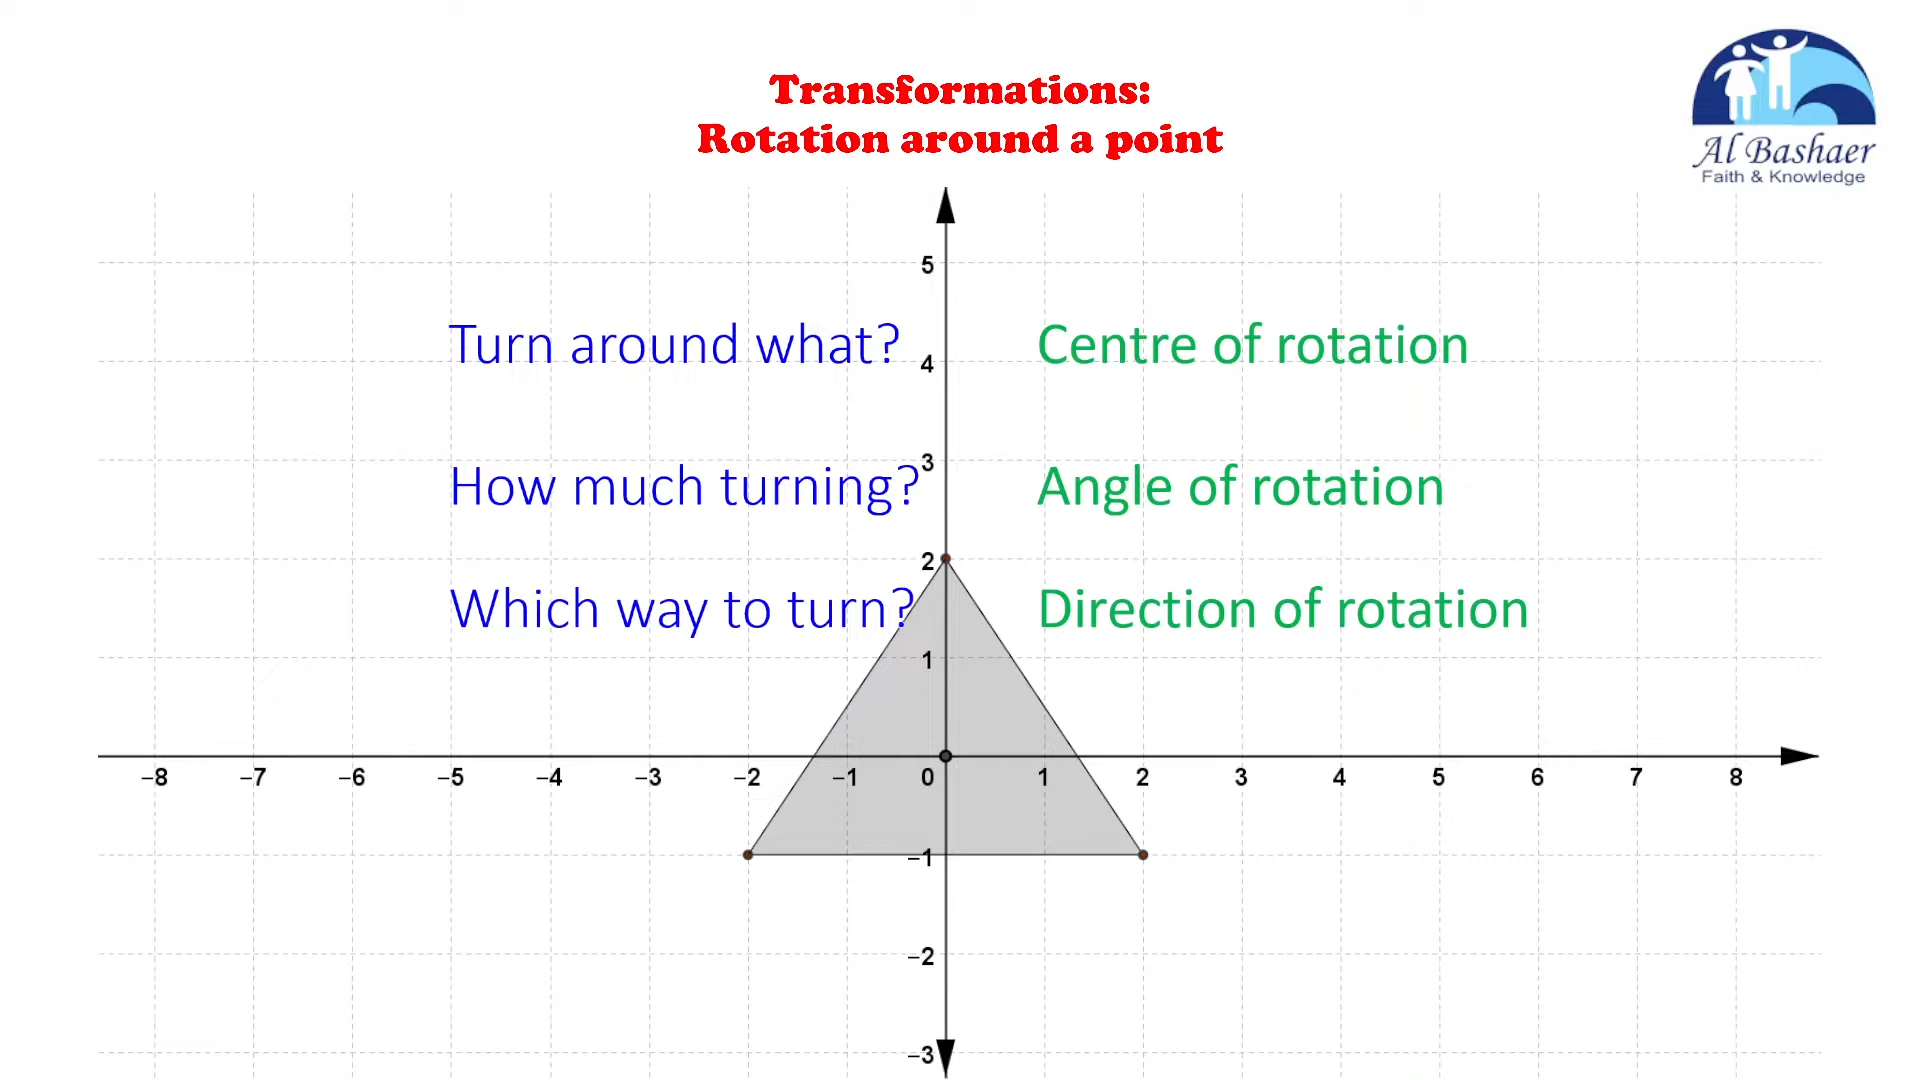 Transformations:
Rotation around a point
Al Bashaer
Faith & Knowledge
5
Turn around what? Centre of rotation
4
3
How much turning? Angle of rotation
2
Which way to turn? Direction of rotation
1
–8 –7 –6 –5 –4 –3 –2 –1 0 1 2 3 4 5 6 7 8
–1
–2
–3